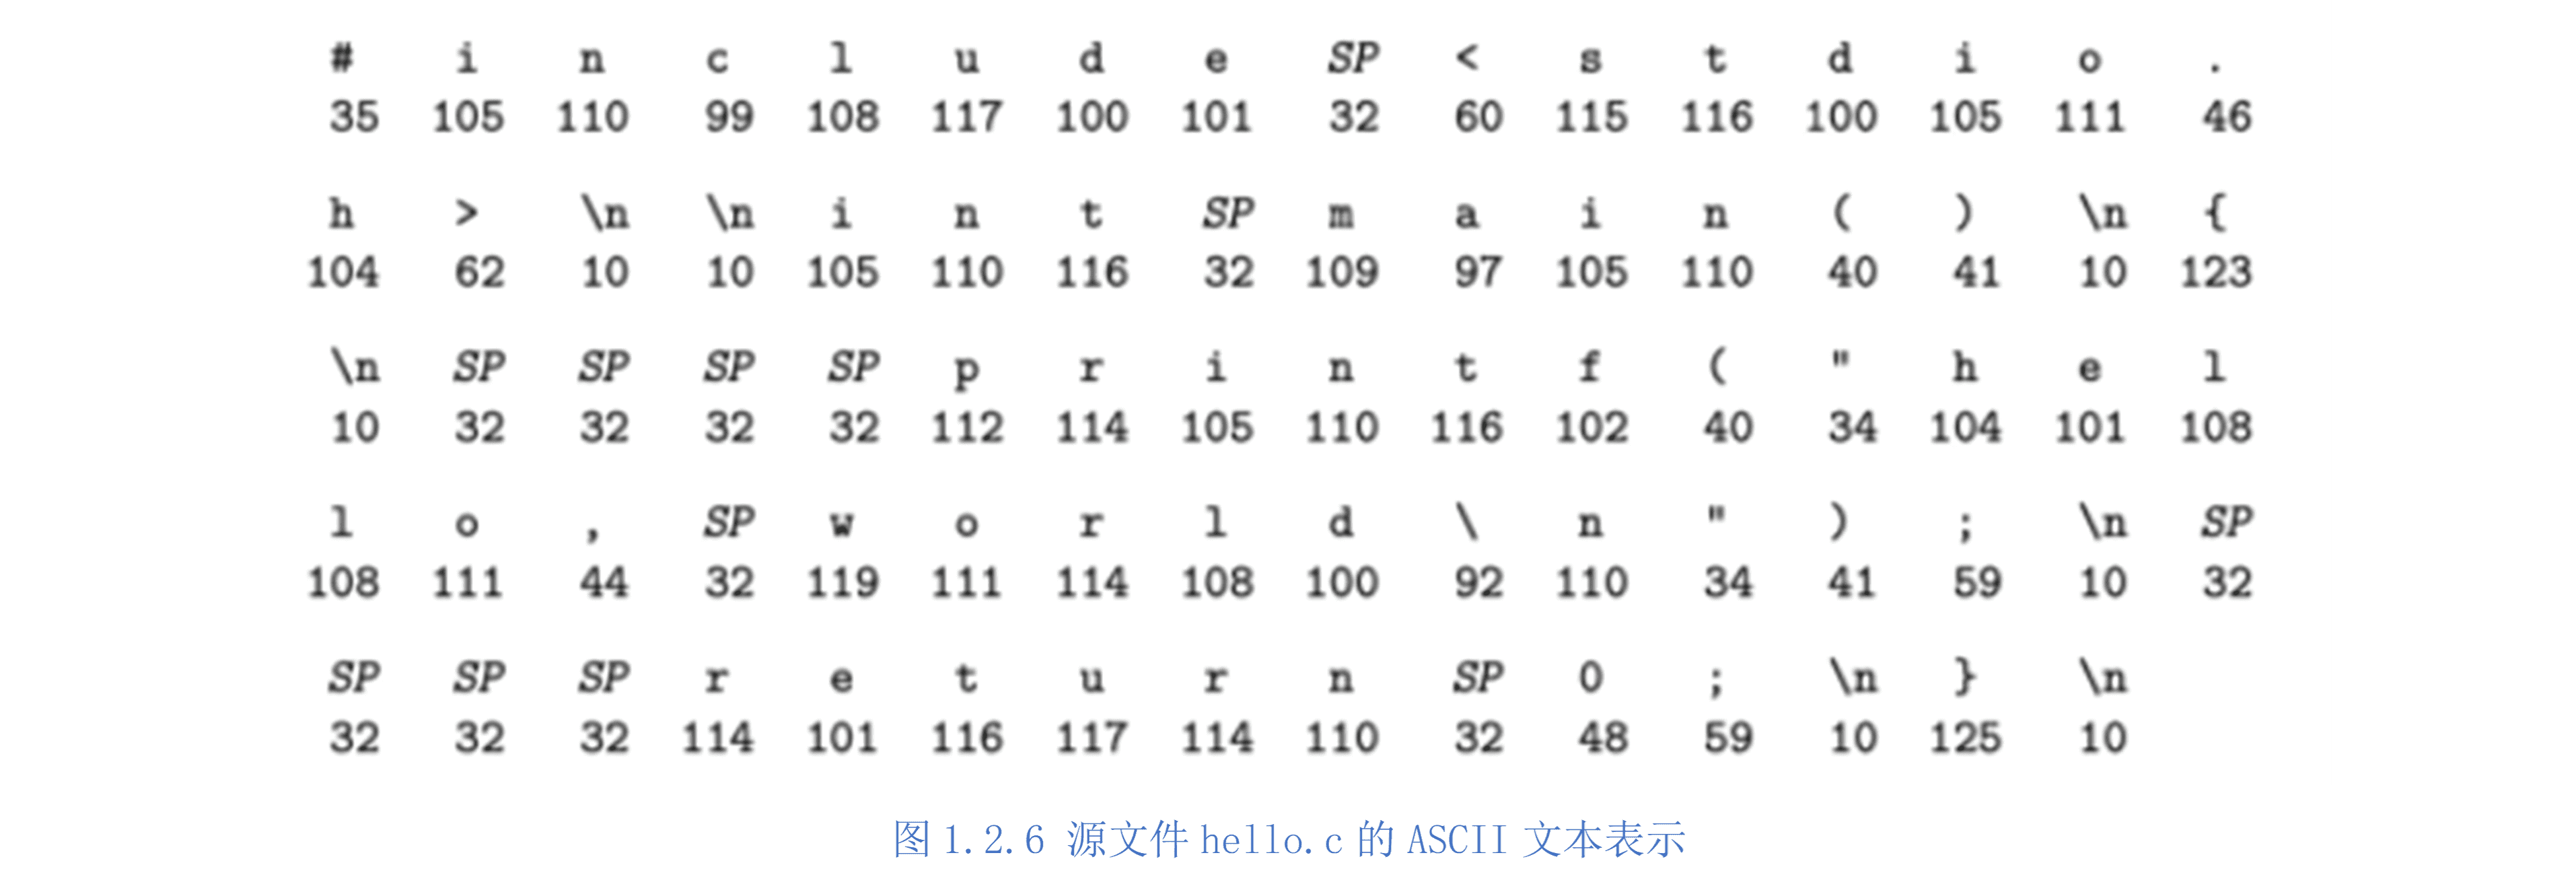 # i n c l u d e SP < s t d i o .
35 105 110 99 108 117 100 101 32 60 115 116 100 105 111 46
h > \n \n i n t SP m a i n ( ) \n {
104 62 10 10 105 110 116 32 109 97 105 110 40 41 10 123
\n SP SP SP SP p r i n t f ( " h e l
10 32 32 32 32 112 114 105 110 116 102 40 34 104 101 108
l o , SP w o r l d \ n " ) ; \n SP
108 111 44 32 119 111 114 108 100 92 110 34 41 59 10 32
SP SP SP r e t u r n SP 0 ; \n } \n
32 32 32 114 101 116 117 114 110 32 48 59 10 125 10
图 1.2.6 源文件 hello.c 的 ASCII 文本表示